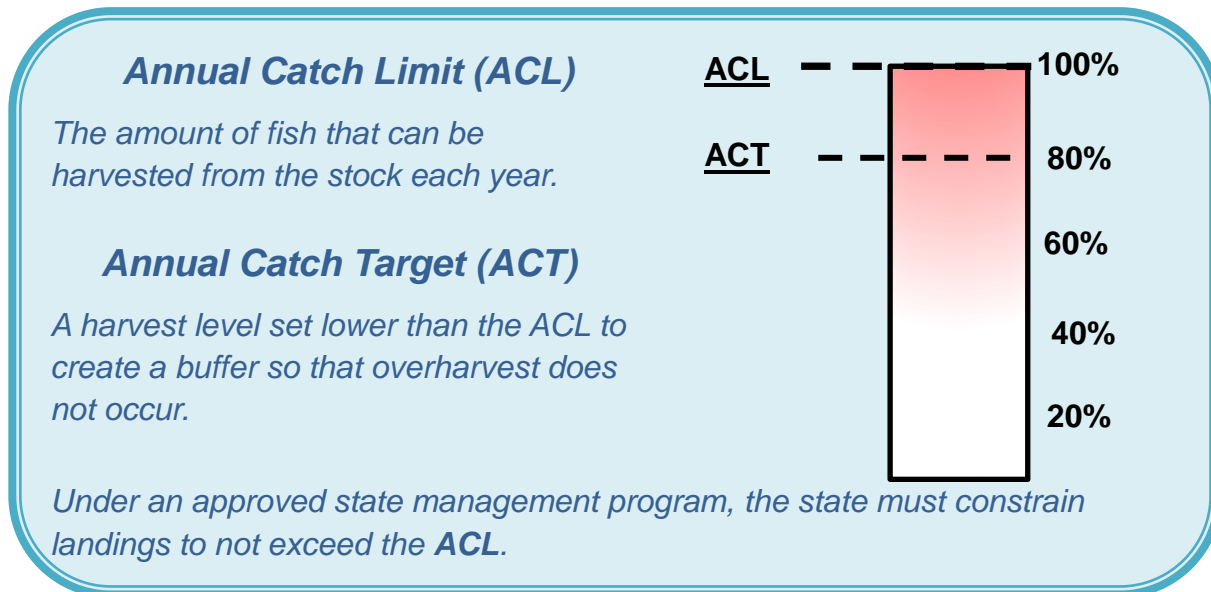 Annual Catch Limit (ACL)
The amount of fish that can be
harvested from the stock each year.
Annual Catch Target (ACT)
A harvest level set lower than the ACL to
create a buffer so that overharvest does
not occur.
Under an approved state management program, the state must constrain
landings to not exceed the ACL.
ACL
100%
ACT
80%
60%
40%
20%